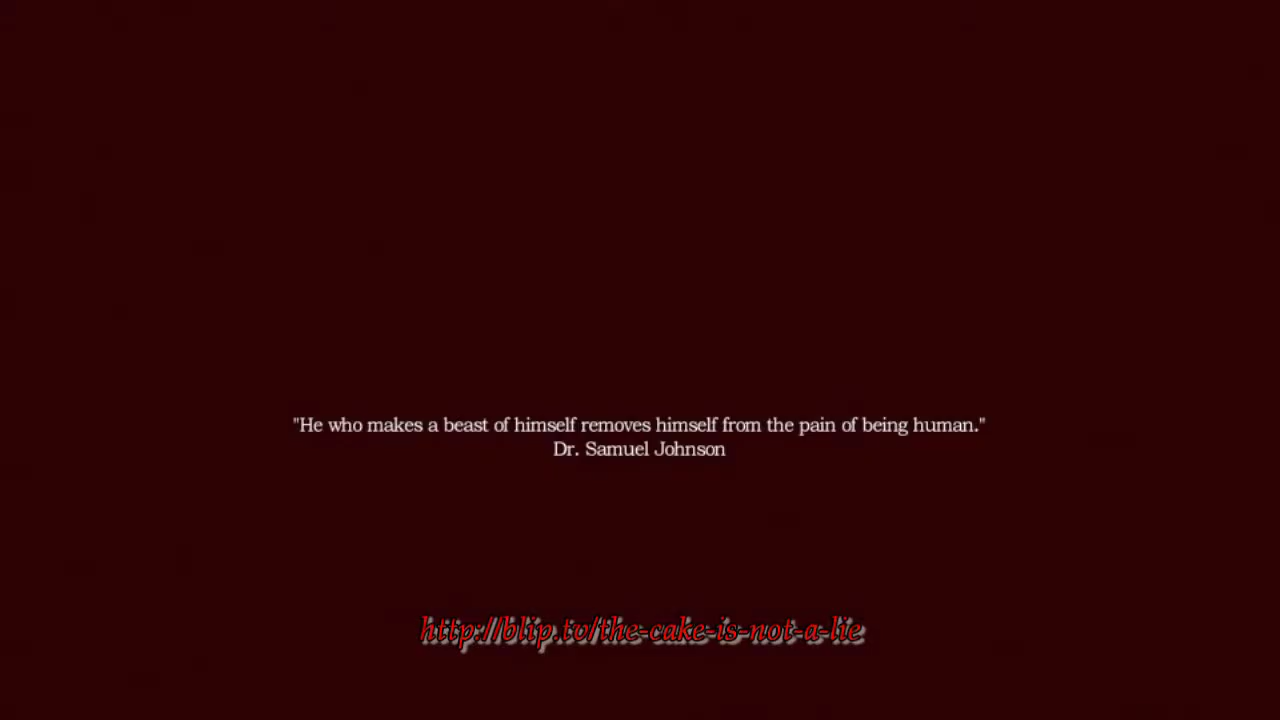 "He who makes a beast of himself removes himself from the pain of being human."
Dr. Samuel Johnson
http://blip.tv/the-cake-is-not-a-lie